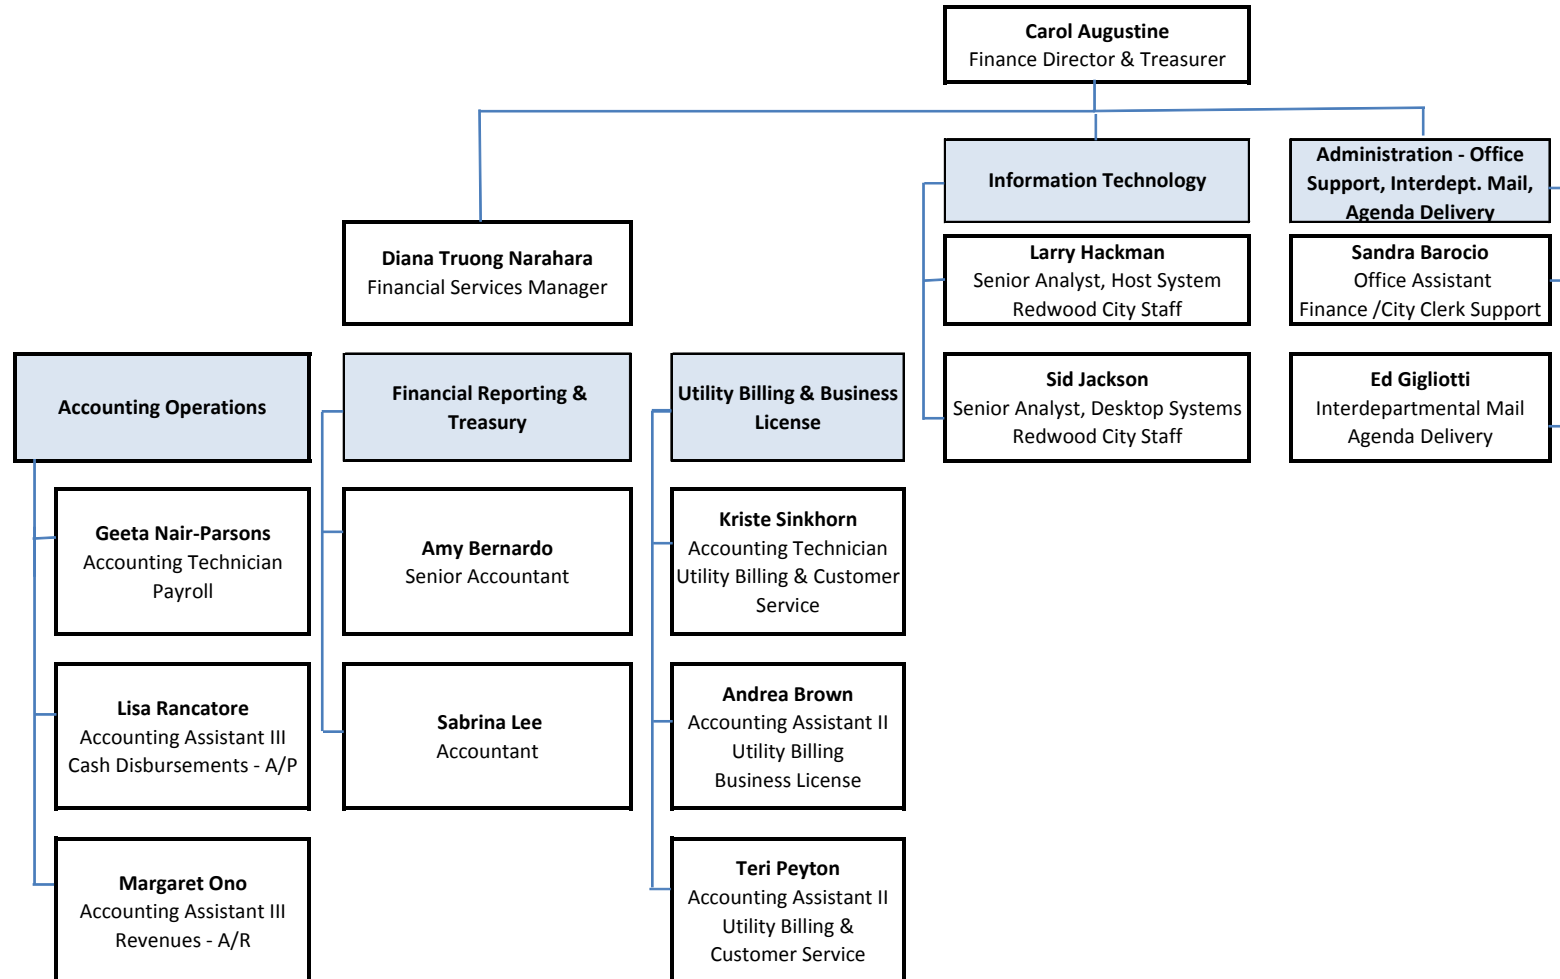 Carol Augustine
Finance Director & Treasurer
Information Technology
Administration - Office
Support, Interdept. Mail,
Agenda Delivery
Diana Truong Narahara
Financial Services Manager
Larry Hackman
Senior Analyst, Host System
Redwood City Staff
Sandra Barocio
Office Assistant
Finance /City Clerk Support
Accounting Operations
Financial Reporting &
Treasury
Utility Billing & Business
License
Sid Jackson
Senior Analyst, Desktop Systems
Redwood City Staff
Ed Gigliotti
Interdepartmental Mail
Agenda Delivery
Geeta Nair-Parsons
Accounting Technician
Payroll
Amy Bernardo
Senior Accountant
Kriste Sinkhorn
Accounting Technician
Utility Billing & Customer
Service
Lisa Rancatore
Accounting Assistant III
Cash Disbursements - A/P
Sabrina Lee
Accountant
Andrea Brown
Accounting Assistant II
Utility Billing
Business License
Margaret Ono
Accounting Assistant III
Revenues - A/R
Teri Peyton
Accounting Assistant II
Utility Billing &
Customer Service